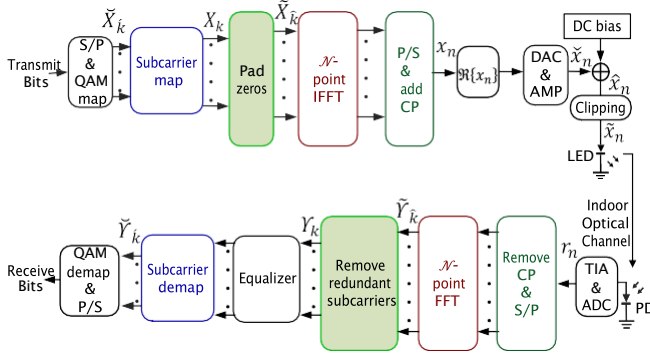 X̆ₖ́
Xₖ
X̃ₖ̂
DC bias
Transmit
Bits
S/P
&
QAM
map
Subcarrier
map
Pad
zeros
𝒩-
point
IFFT
P/S
&
add
CP
xₙ
ℜ{xₙ}
DAC
&
AMP
x̆ₙ
x̂ₙ
Clipping
x̃ₙ
LED
Indoor
Optical
Channel
Y̆ₖ́
Yₖ
Ỹₖ̂
rₙ
Receive
Bits
QAM
demap
&
P/S
Subcarrier
demap
Equalizer
Remove
redundant
subcarriers
𝒩-
point
FFT
Remove
CP
&
S/P
TIA
&
ADC
PD